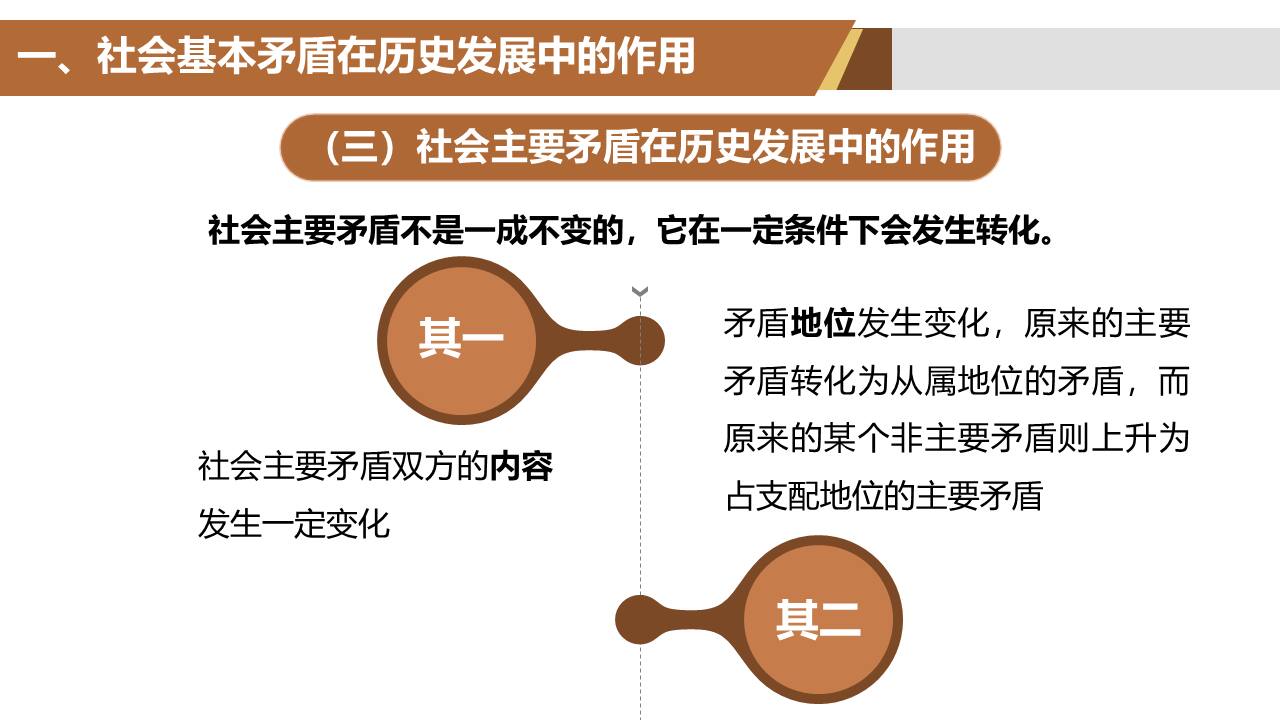 一、社会基本矛盾在历史发展中的作用
（三）社会主要矛盾在历史发展中的作用
社会主要矛盾不是一成不变的，它在一定条件下会发生转化。
其一
社会主要矛盾双方的内容
发生一定变化
矛盾地位发生变化，原来的主要
矛盾转化为从属地位的矛盾，而
原来的某个非主要矛盾则上升为
占支配地位的主要矛盾
其二